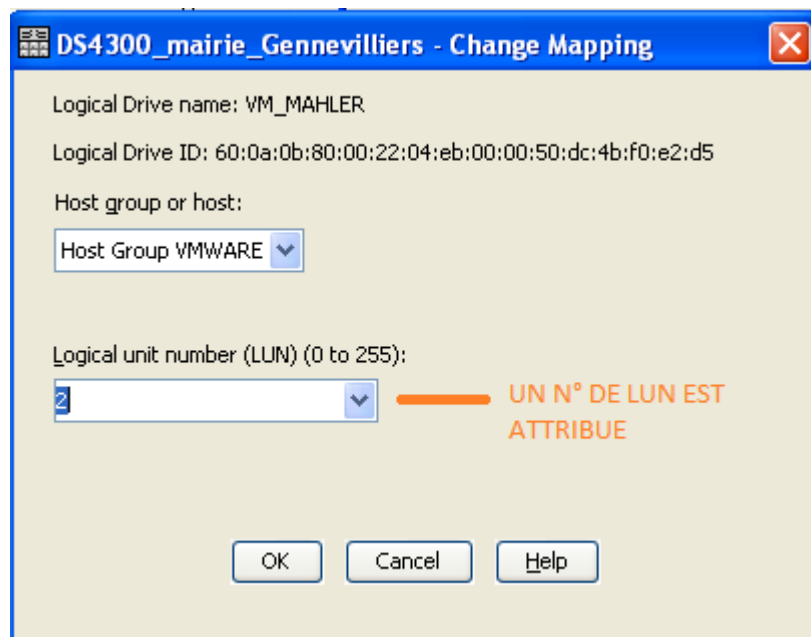 DS4300_mairie_Gennevilliers - Change Mapping
Logical Drive name: VM_MAHLER
Logical Drive ID: 60:0a:0b:80:00:22:04:eb:00:00:50:dc:4b:f0:e2:d5
Host group or host:
Host Group VMWARE
Logical unit number (LUN) (0 to 255):
2
UN N° DE LUN EST
ATTRIBUE
OK Cancel Help